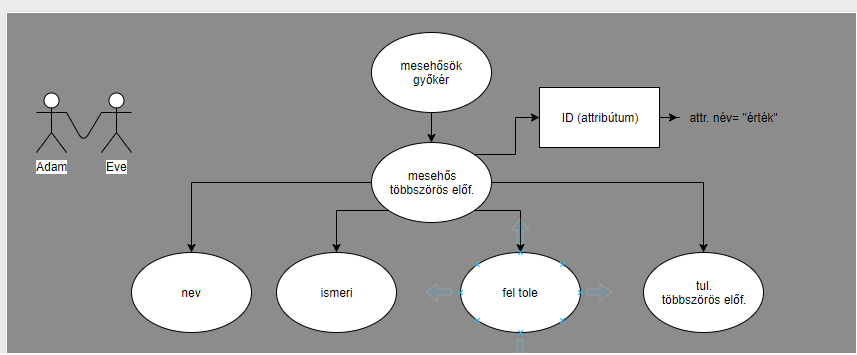 mesehősök
gyökér
ID (attribútum)
attr. név= "érték"
Adam
Eve
mesehős
többszörös előf.
nev
ismeri
fel tole
tul.
többszörös előf.